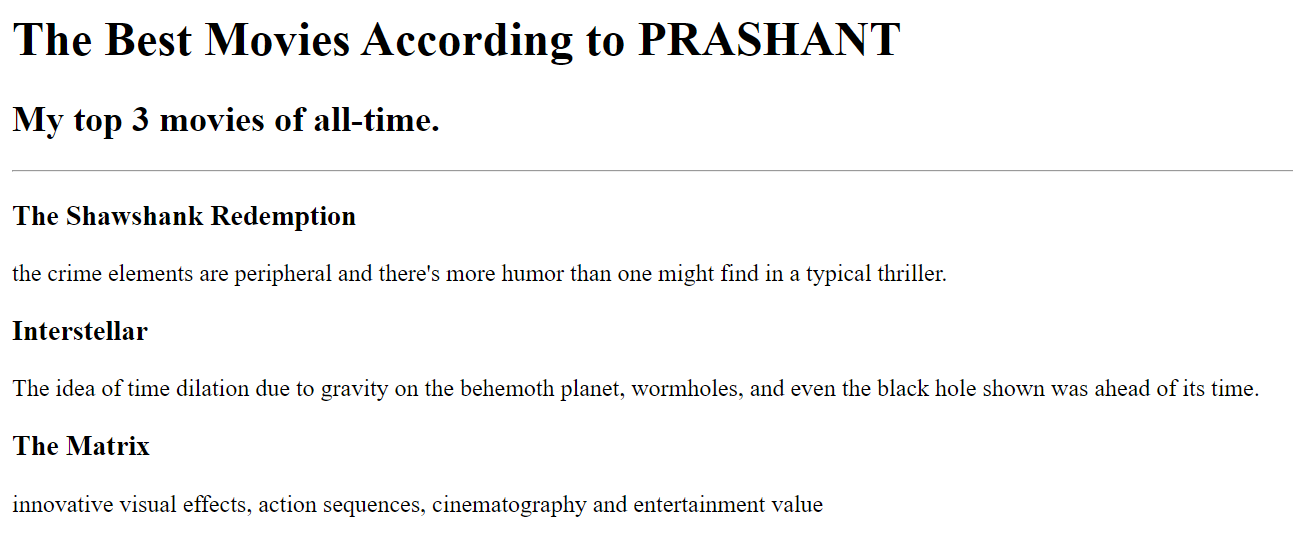 The Best Movies According to PRASHANT
My top 3 movies of all-time.
The Shawshank Redemption
the crime elements are peripheral and there's more humor than one might find in a typical thriller.
Interstellar
The idea of time dilation due to gravity on the behemoth planet, wormholes, and even the black hole shown was ahead of its time.
The Matrix
innovative visual effects, action sequences, cinematography and entertainment value